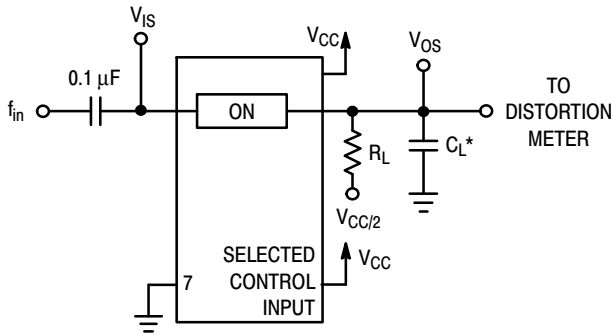 V_IS
V_CC
V_OS
0.1 μF
f_in
ON
TO
DISTORTION
METER
R_L
C_L*
V_CC/2
SELECTED
CONTROL
INPUT
V_CC
7